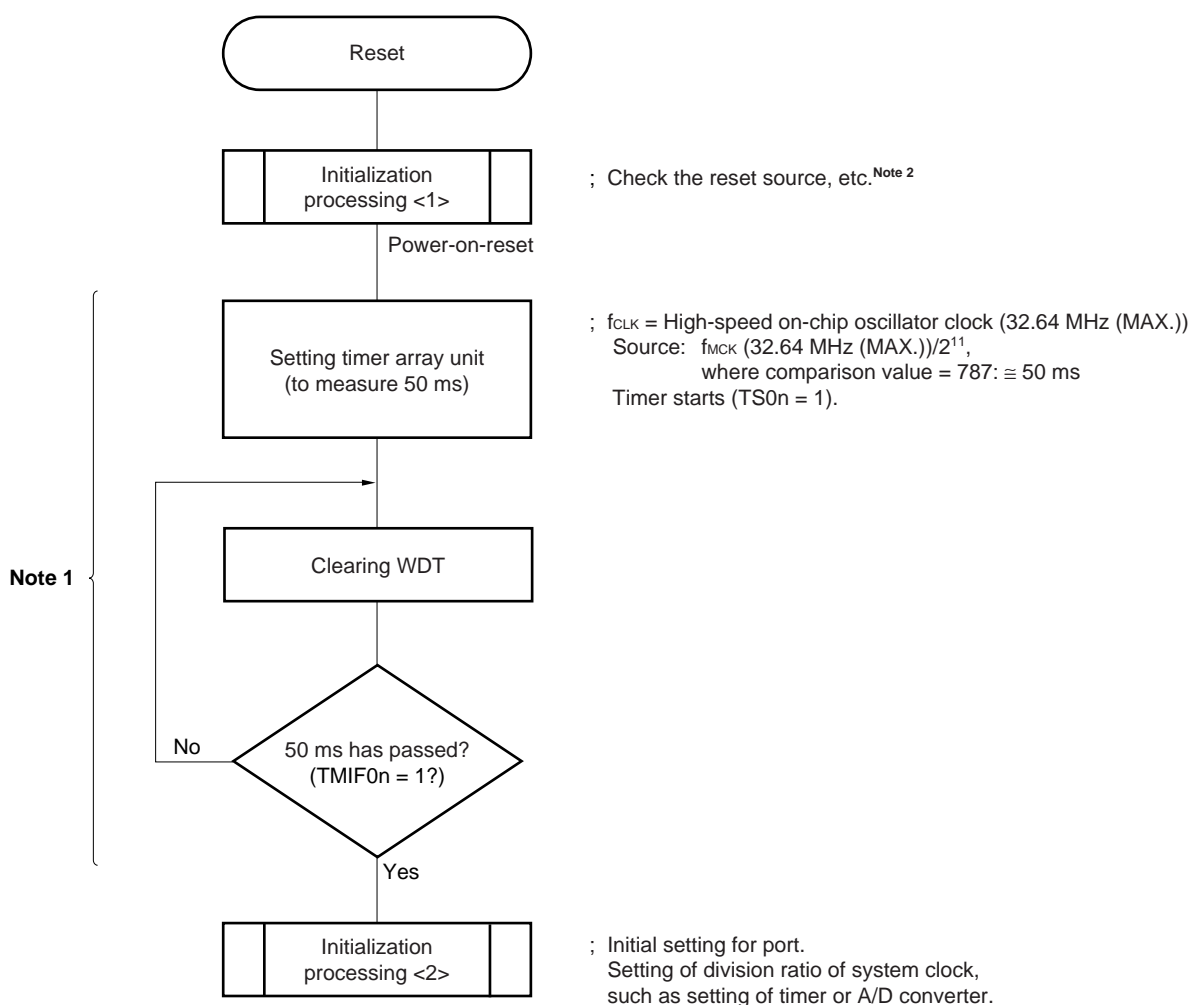 Reset
Initialization
processing <1>
; Check the reset source, etc.Note 2
Power-on-reset
Setting timer array unit
(to measure 50 ms)
; fCLK = High-speed on-chip oscillator clock (32.64 MHz (MAX.))
Source: fMCK (32.64 MHz (MAX.))/2¹¹,
where comparison value = 787: ≅ 50 ms
Timer starts (TS0n = 1).
Note 1
Clearing WDT
No
50 ms has passed?
(TMIF0n = 1?)
Yes
Initialization
processing <2>
; Initial setting for port.
Setting of division ratio of system clock,
such as setting of timer or A/D converter.